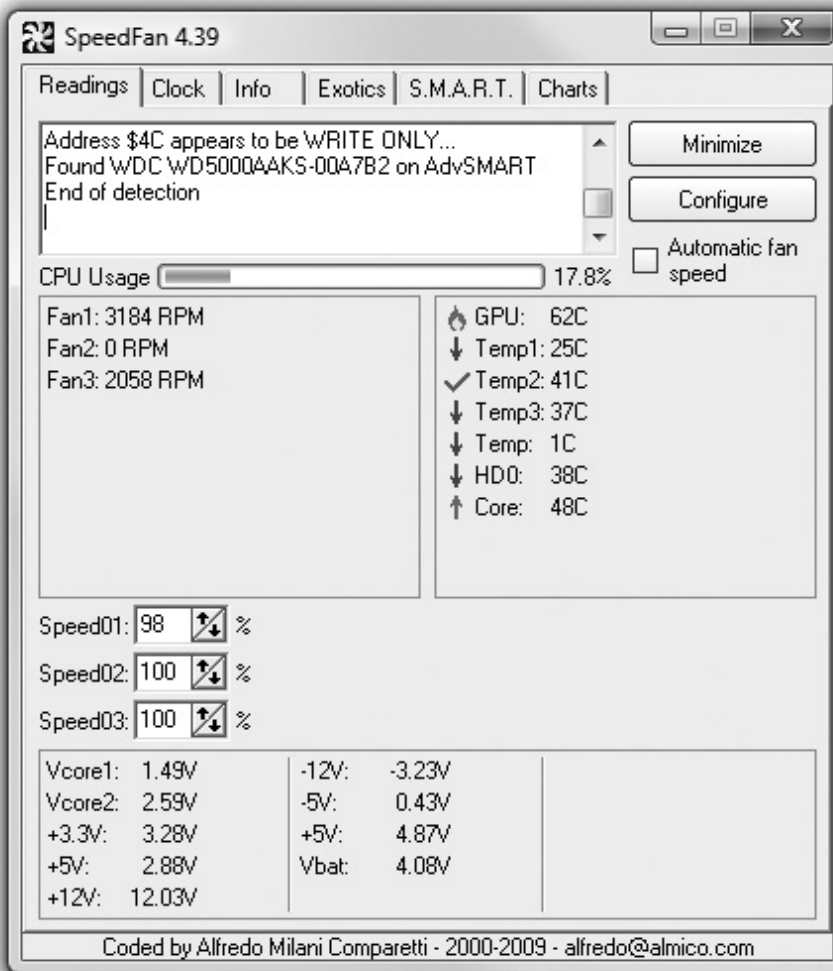 SpeedFan 4.39
Readings Clock Info Exotics S.M.A.R.T. Charts
Address $4C appears to be WRITE ONLY...
Found WDC WD5000AAKS-00A7B2 on AdvSMART
End of detection
Minimize
Configure
Automatic fan
speed
CPU Usage 17.8%
Fan1: 3184 RPM
Fan2: 0 RPM
Fan3: 2058 RPM
GPU: 62C
Temp1: 25C
Temp2: 41C
Temp3: 37C
Temp: 1C
HD0: 38C
Core: 48C
Speed01: 98 %
Speed02: 100 %
Speed03: 100 %
Vcore1: 1.49V
Vcore2: 2.59V
+3.3V: 3.28V
+5V: 2.88V
+12V: 12.03V
-12V: -3.23V
-5V: 0.43V
+5V: 4.87V
Vbat: 4.08V
Coded by Alfredo Milani Comparetti - 2000-2009 - alfredo@almico.com